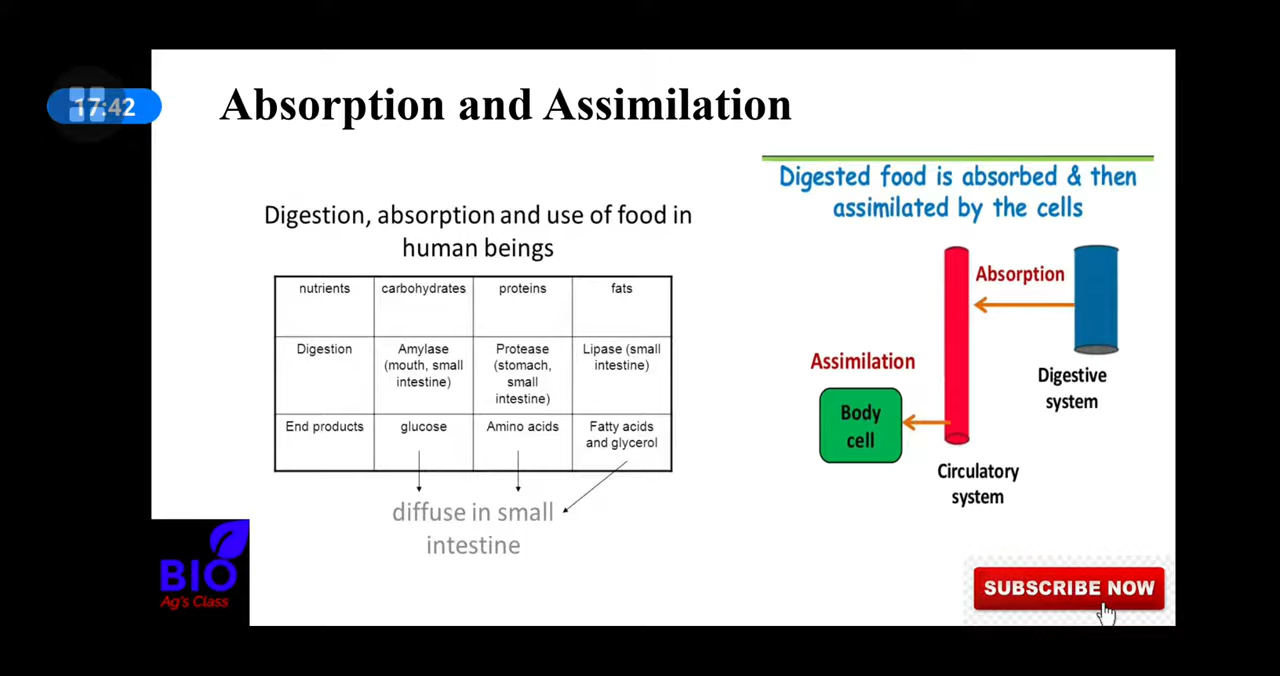 17:42
Absorption and Assimilation
Digestion, absorption and use of food in
human beings
nutrients
carbohydrates
proteins
fats
Digestion
Amylase
(mouth, small
intestine)
Protease
(stomach,
small
intestine)
Lipase (small
intestine)
End products
glucose
Amino acids
Fatty acids
and glycerol
diffuse in small
intestine
Digested food is absorbed & then
assimilated by the cells
Absorption
Assimilation
Body
cell
Digestive
system
Circulatory
system
BIO
Ag's Class
SUBSCRIBE NOW